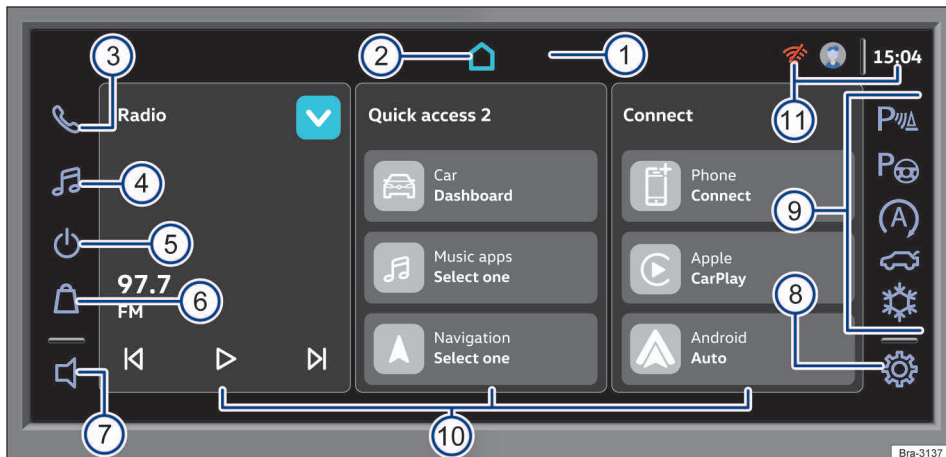 3
2
1
15:04
Radio
Quick access 2
Connect
11
Car
Dashboard
Phone
Connect
4
9
5
Music apps
Select one
Apple
CarPlay
97.7
FM
6
8
Navigation
Select one
Android
Auto
7
10
P
P
A
Bra-3137